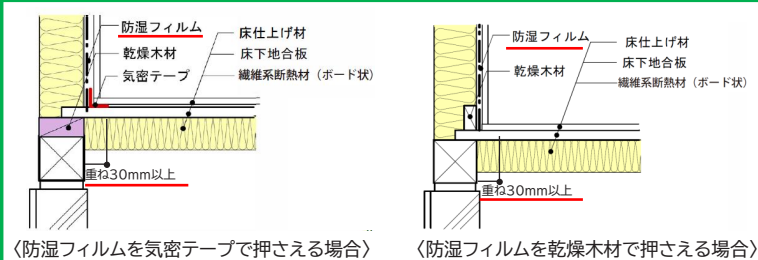 防湿フィルム
乾燥木材
気密テープ
床仕上げ材
床下地合板
繊維系断熱材（ボード状）
重ね30mm以上
〈防湿フィルムを気密テープで押さえる場合〉
防湿フィルム
乾燥木材
床仕上げ材
床下地合板
繊維系断熱材（ボード状）
重ね30mm以上
〈防湿フィルムを乾燥木材で押さえる場合〉